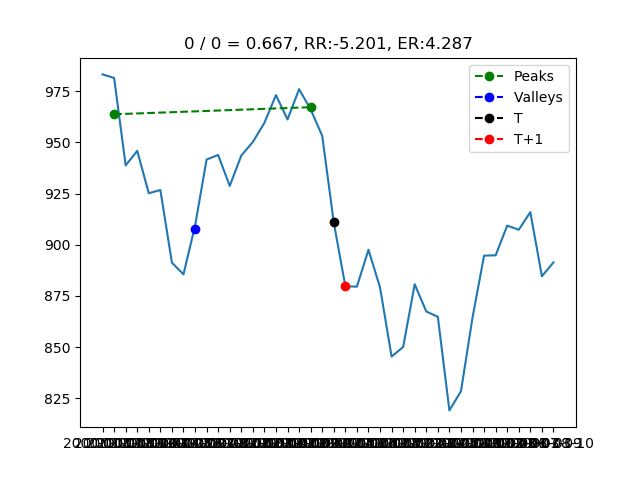 0 / 0 = 0.667, RR:-5.201, ER:4.287
Peaks
Valleys
T
T+1
975
950
925
900
875
850
825